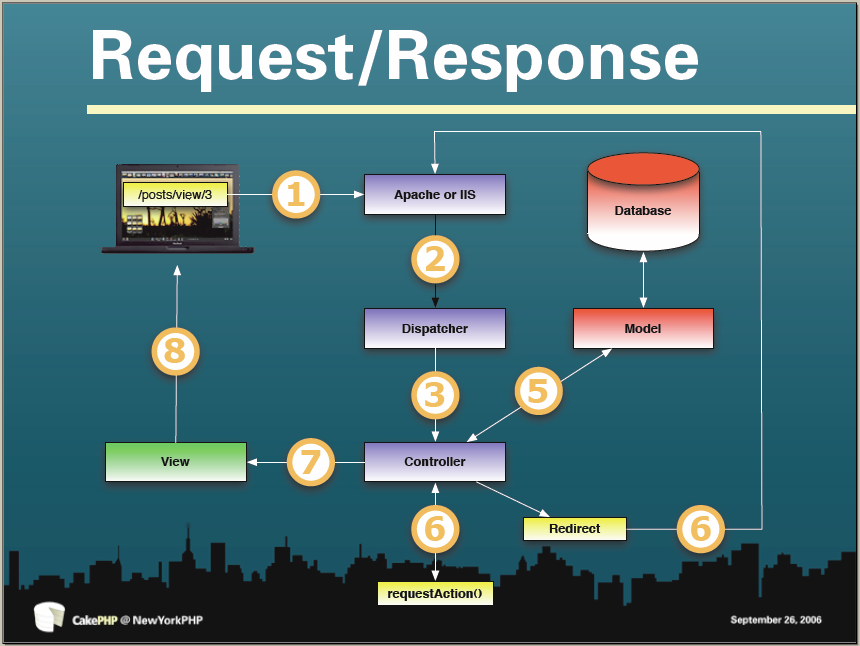 Request/Response
/posts/view/3
1
Apache or IIS
Database
2
Dispatcher
Model
8
3
5
View
7
Controller
6
Redirect
6
requestAction()
CakePHP @ NewYorkPHP
September 26, 2006